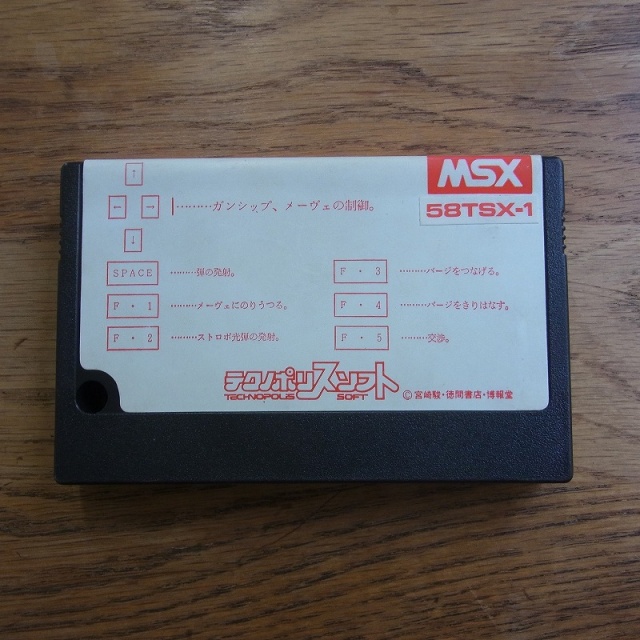 MSX
58TSX-1
↑
← → ………ガンシップ、メーヴェの制御。
↓
SPACE ………弾の発射。
F・1 ………メーヴェにのりうつる。
F・2 ………ストロボ光弾の発射。
F・3 ………バージをつなげる。
F・4 ………バージをきりはなす。
F・5 ………交渉。
テクノポリスソフト
TECHNOPOLIS SOFT
©宮崎駿・徳間書店・博報堂